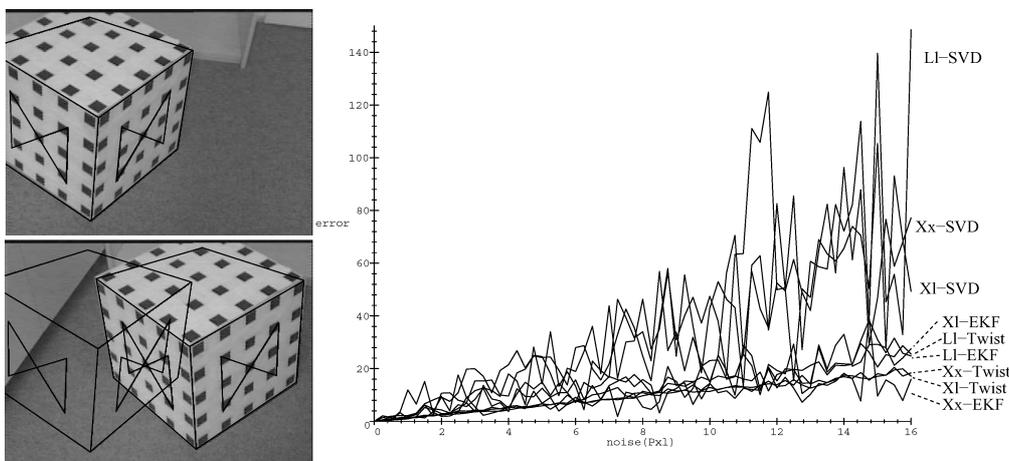 140
120
100
80
60
40
20
0
error
0 2 4 6 8 10 12 14 16
noise(Pxl)
Ll-SVD
Xx-SVD
Xl-SVD
Xl-EKF
Ll-Twist
Ll-EKF
Xx-Twist
Xl-Twist
Xx-EKF